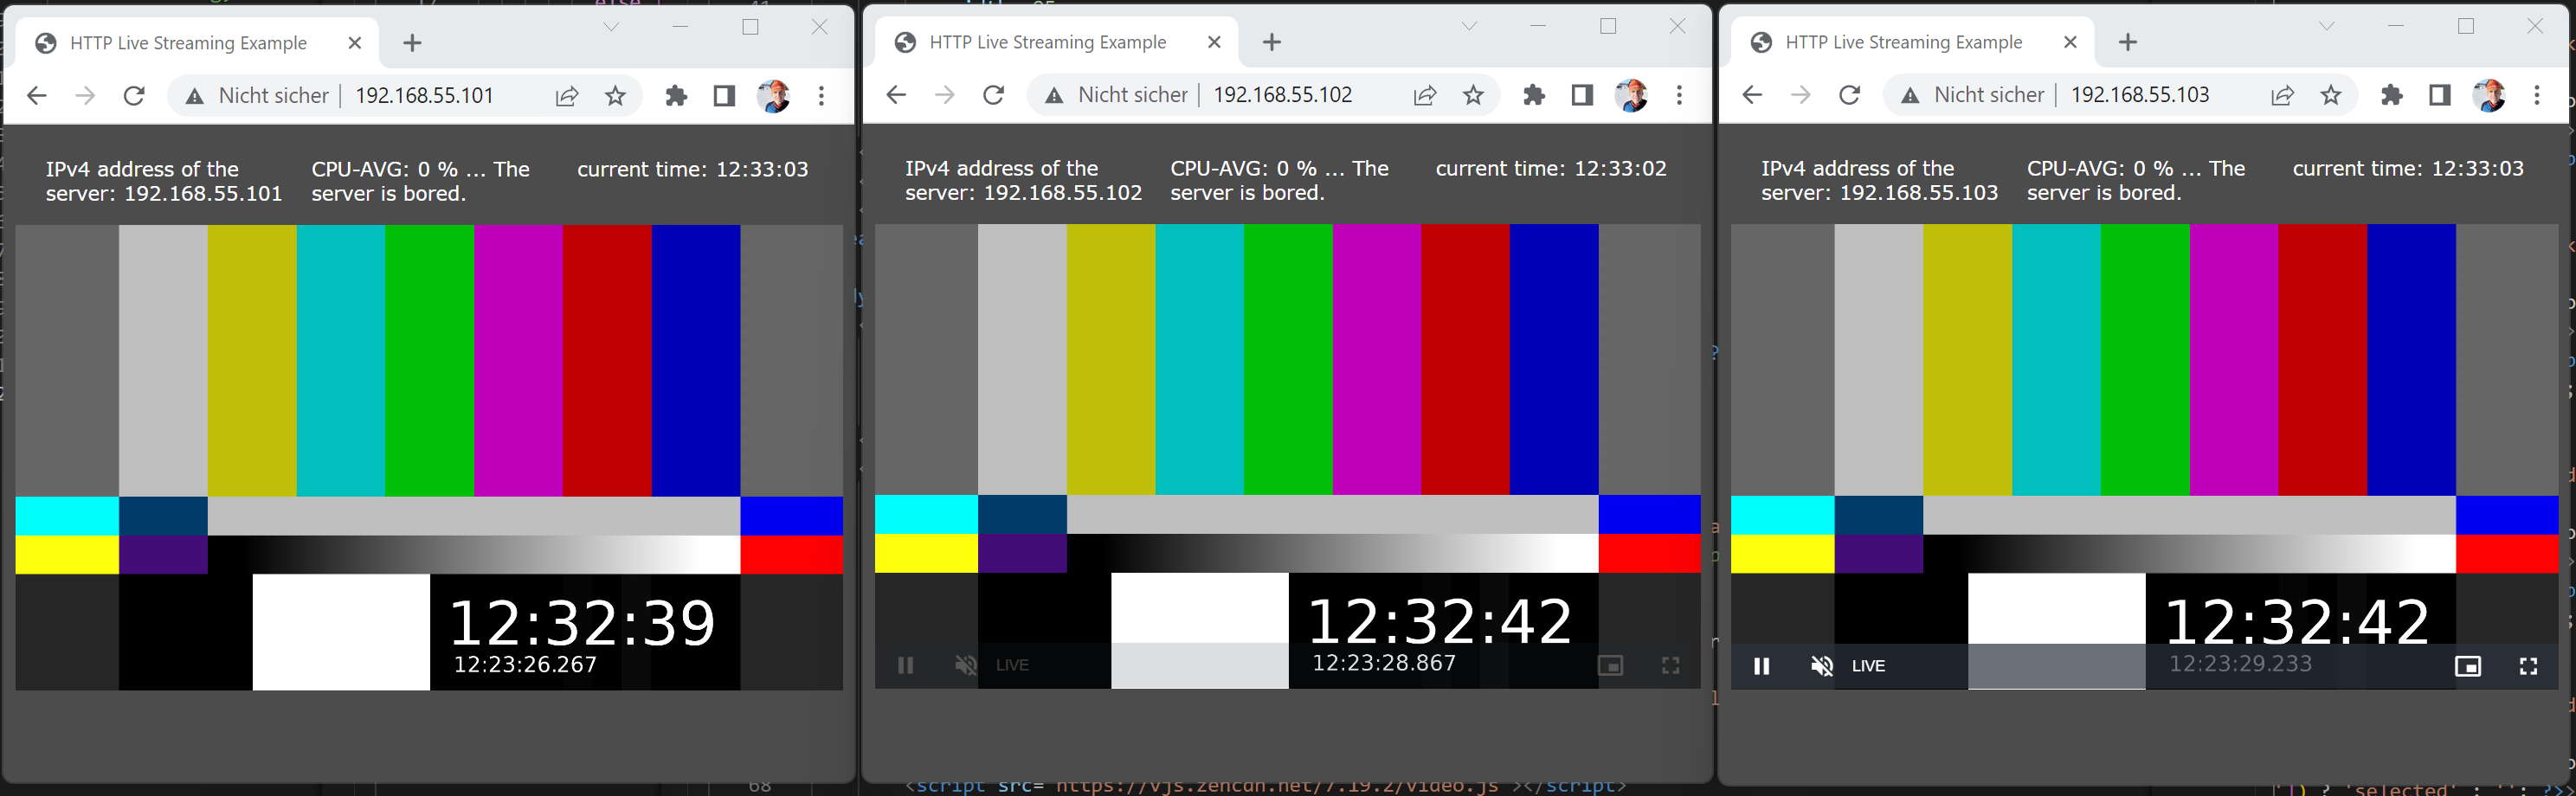 else
41
HTTP Live Streaming Example
Nicht sicher
192.168.55.101
IPv4 address of the
server: 192.168.55.101
CPU-AVG: 0 % ... The
server is bored.
current time: 12:33:03
12:32:39
12:23:26.267
HTTP Live Streaming Example
Nicht sicher
192.168.55.102
IPv4 address of the
server: 192.168.55.102
CPU-AVG: 0 % ... The
server is bored.
current time: 12:33:02
12:32:42
12:23:28.867
LIVE
HTTP Live Streaming Example
Nicht sicher
192.168.55.103
IPv4 address of the
server: 192.168.55.103
CPU-AVG: 0 % ... The
server is bored.
current time: 12:33:03
12:32:42
12:23:29.233
LIVE
68
<script src= https://vjs.zencdn.net/7.19.2/video.js ></script>
) ? 'selected' : ''; ?>